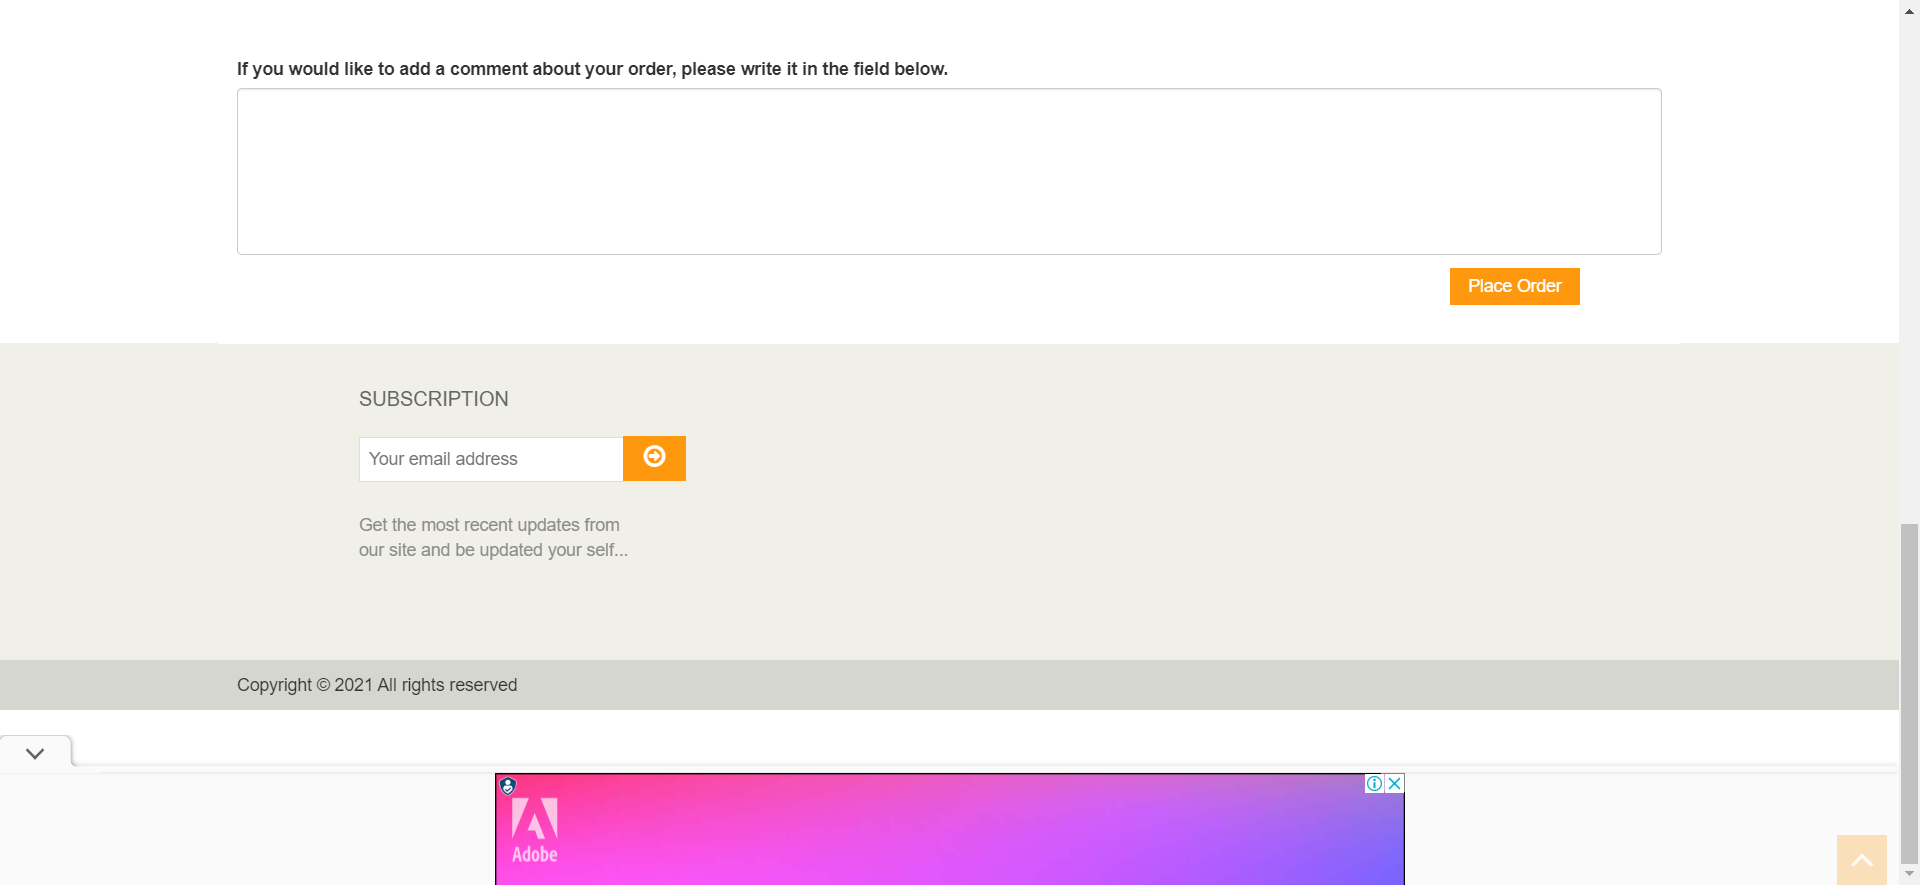 If you would like to add a comment about your order, please write it in the field below.
Place Order
SUBSCRIPTION
Your email address
Get the most recent updates from
our site and be updated your self...
Copyright © 2021 All rights reserved
Adobe